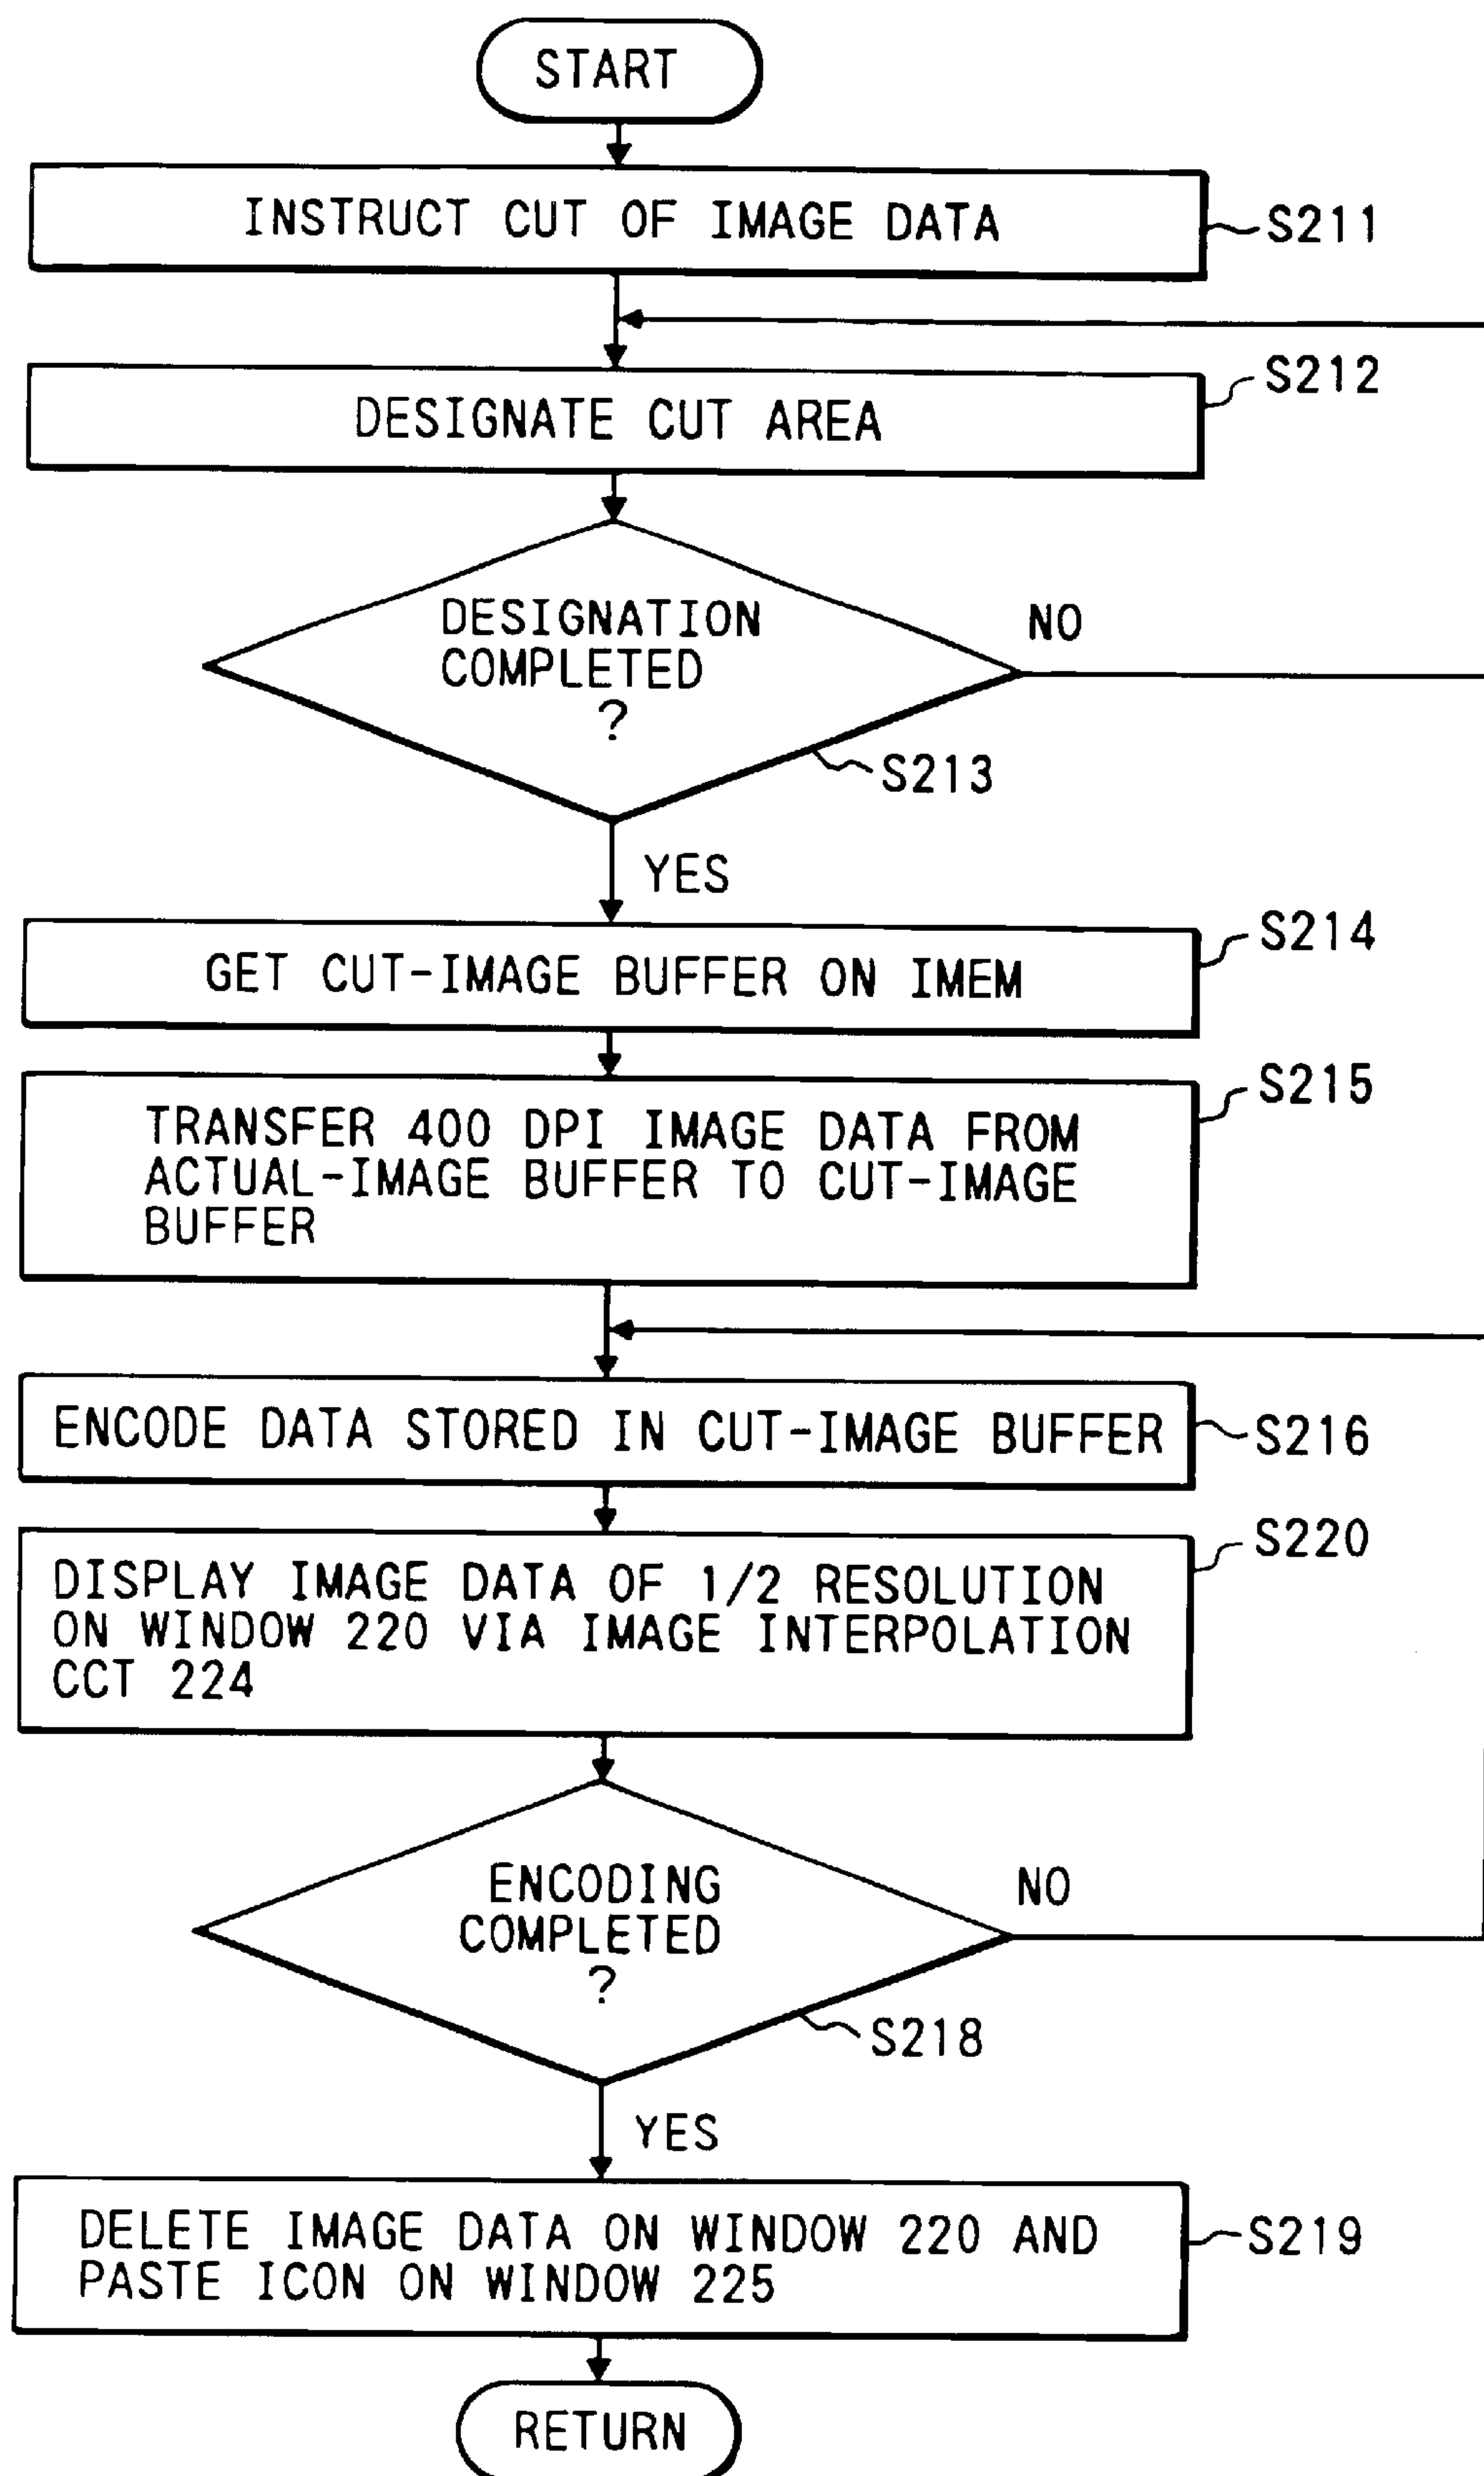 START
INSTRUCT CUT OF IMAGE DATA
S211
S212
DESIGNATE CUT AREA
DESIGNATION
COMPLETED
?
NO
S213
YES
S214
GET CUT-IMAGE BUFFER ON IMEM
S215
TRANSFER 400 DPI IMAGE DATA FROM
ACTUAL-IMAGE BUFFER TO CUT-IMAGE
BUFFER
ENCODE DATA STORED IN CUT-IMAGE BUFFER
S216
S220
DISPLAY IMAGE DATA OF 1/2 RESOLUTION
ON WINDOW 220 VIA IMAGE INTERPOLATION
CCT 224
ENCODING
COMPLETED
?
NO
S218
YES
DELETE IMAGE DATA ON WINDOW 220 AND
PASTE ICON ON WINDOW 225
S219
RETURN